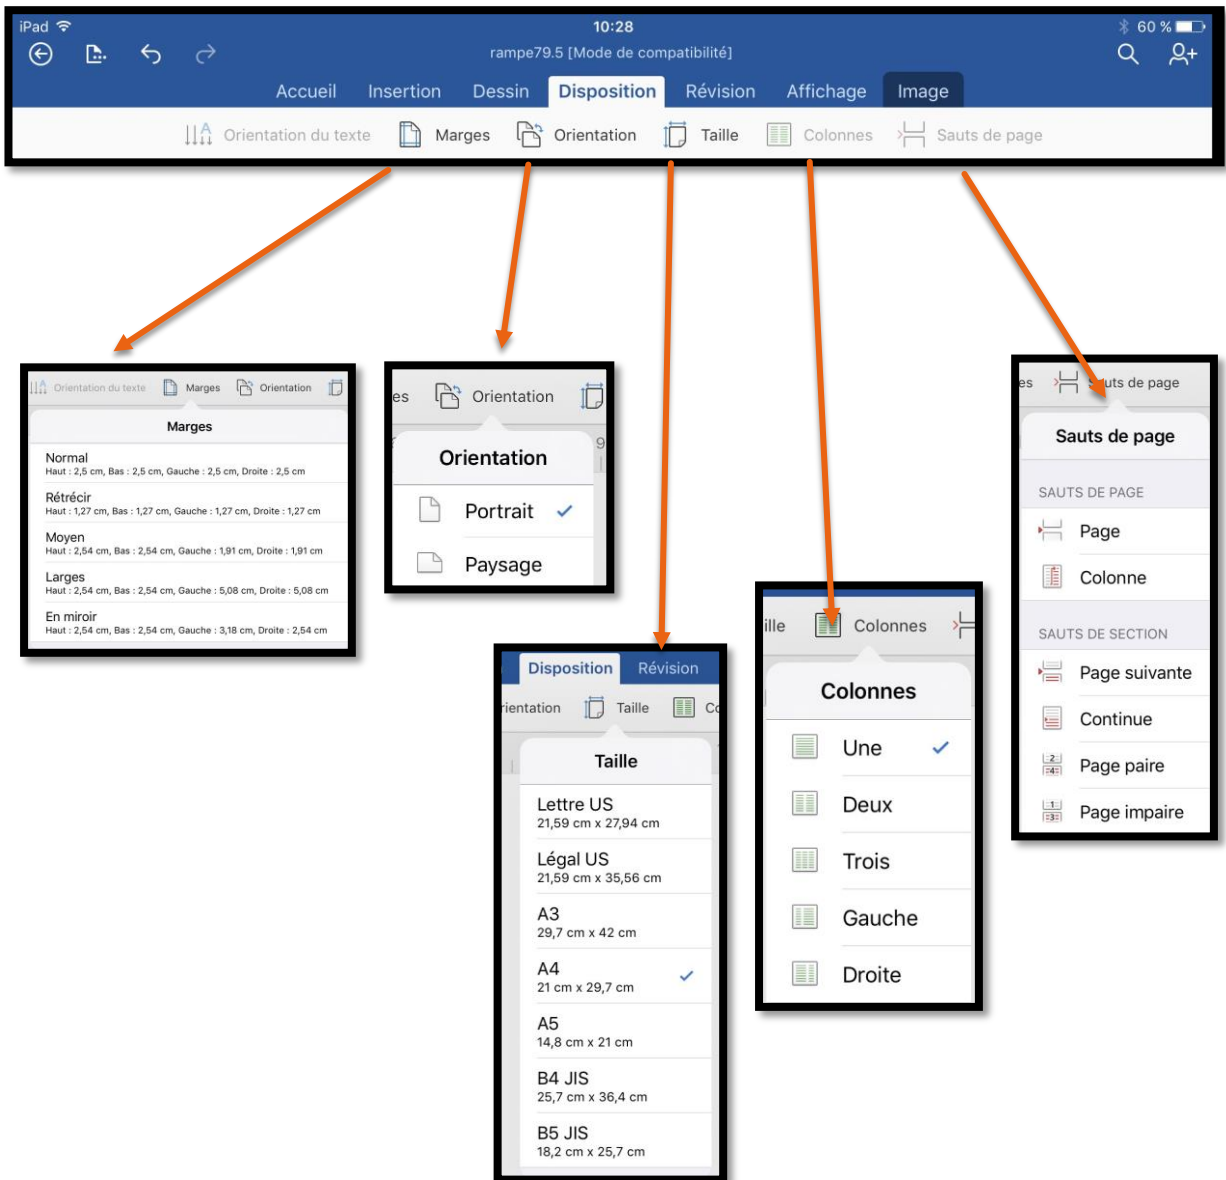 iPad
10:28
60 %
rampe79.5 [Mode de compatibilité]
Accueil Insertion Dessin Disposition Révision Affichage Image
Orientation du texte Marges Orientation Taille Colonnes Sauts de page
Orientation du texte Marges Orientation
Marges
Normal
Haut : 2,5 cm, Bas : 2,5 cm, Gauche : 2,5 cm, Droite : 2,5 cm
Rétrécir
Haut : 1,27 cm, Bas : 1,27 cm, Gauche : 1,27 cm, Droite : 1,27 cm
Moyen
Haut : 2,54 cm, Bas : 2,54 cm, Gauche : 1,91 cm, Droite : 1,91 cm
Larges
Haut : 2,54 cm, Bas : 2,54 cm, Gauche : 5,08 cm, Droite : 5,08 cm
En miroir
Haut : 2,54 cm, Bas : 2,54 cm, Gauche : 3,18 cm, Droite : 2,54 cm
es Orientation
9
Orientation
Portrait
Paysage
Disposition Révision
rientation Taille Co
Taille
Lettre US
21,59 cm x 27,94 cm
Légal US
21,59 cm x 35,56 cm
A3
29,7 cm x 42 cm
A4
21 cm x 29,7 cm
A5
14,8 cm x 21 cm
B4 JIS
25,7 cm x 36,4 cm
B5 JIS
18,2 cm x 25,7 cm
ille Colonnes
Colonnes
Une
Deux
Trois
Gauche
Droite
es Sauts de page
Sauts de page
SAUTS DE PAGE
Page
Colonne
SAUTS DE SECTION
Page suivante
Continue
Page paire
Page impaire